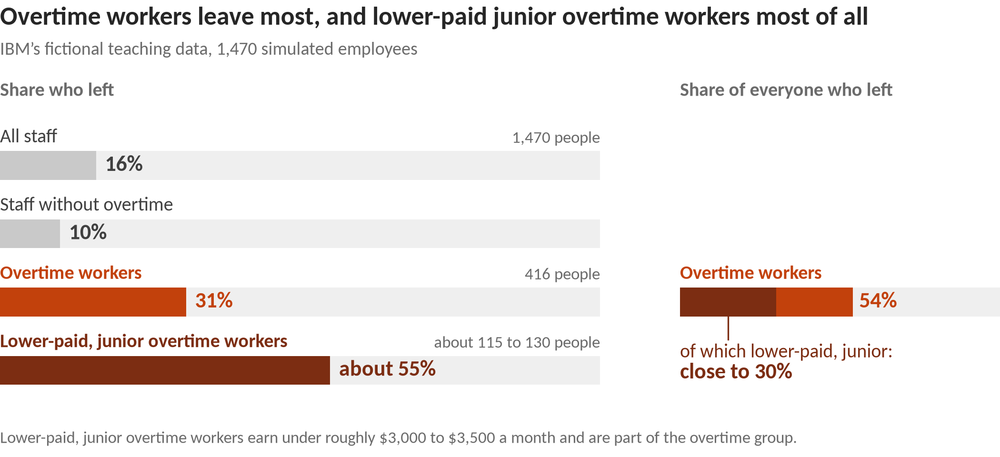 Overtime workers leave most, and lower-paid junior overtime workers most of all
IBM’s fictional teaching data, 1,470 simulated employees
Share who left
All staff
1,470 people
16%
Staff without overtime
10%
Overtime workers
416 people
31%
Lower-paid, junior overtime workers
about 115 to 130 people
about 55%
Share of everyone who left
Overtime workers
54%
of which lower-paid, junior:
close to 30%
Lower-paid, junior overtime workers earn under roughly $3,000 to $3,500 a month and are part of the overtime group.